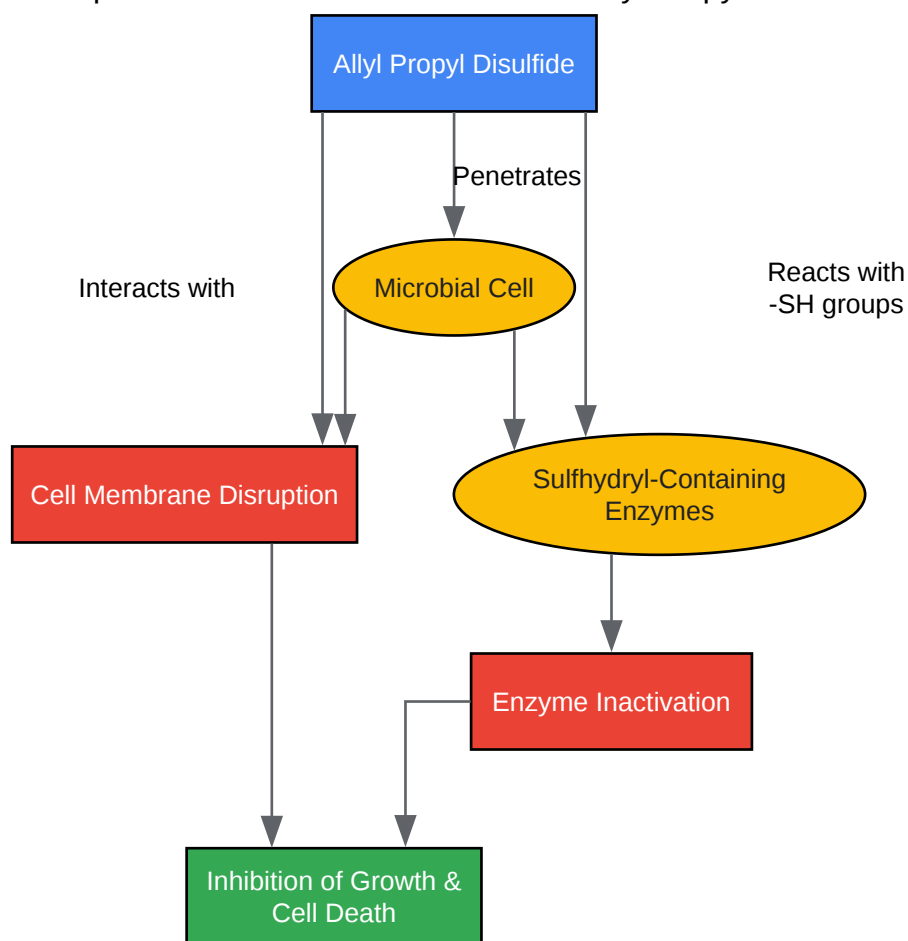 Allyl Propyl Disulfide
Penetrates
Interacts with
Microbial Cell
Reacts with
-SH groups
Cell Membrane Disruption
Sulfhydryl-Containing
Enzymes
Enzyme Inactivation
Inhibition of Growth &
Cell Death